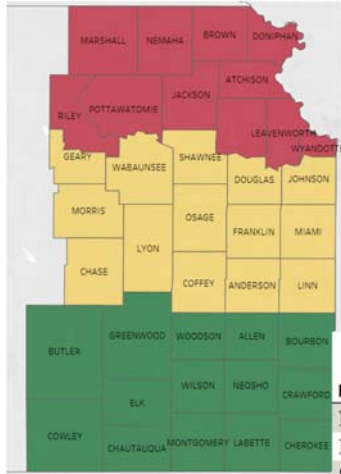 MARSHALL NEMAHA BROWN DONIPHAN
ATCHISON
JACKSON
POTTAWATOMIE
RILEY
LEAVENWORTH
WYANDOTTE
GEARY
WABAUNSEE
SHAWNEE
DOUGLAS
JOHNSON
MORRIS
OSAGE
FRANKLIN
MIAMI
LYON
CHASE
COFFEY
ANDERSON
LINN
BUTLER
GREENWOOD
WOODSON
ALLEN
BOURBON
WILSON
NEOSHO
CRAWFORD
ELK
COWLEY
CHAUTAUQUA
MONTGOMERY
LABETTE
CHEROKEE